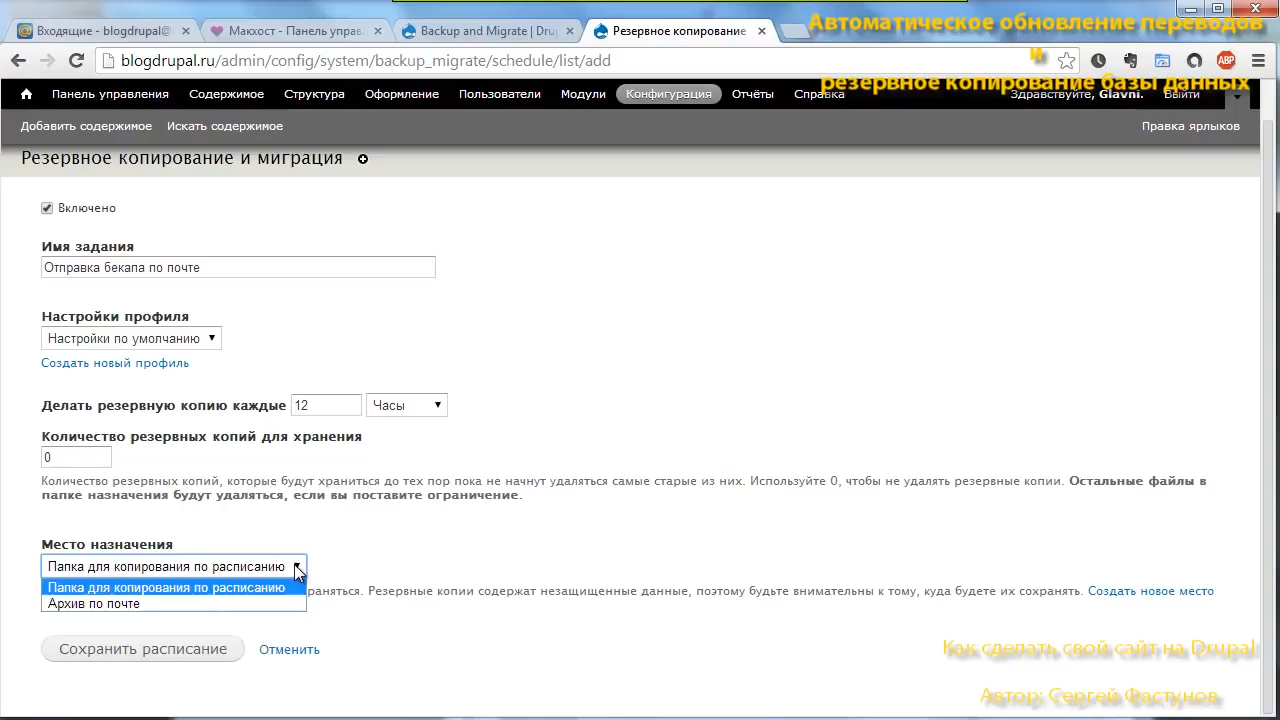 Входящие - blogdrupal@
Макхост - Панель управ
Backup and Migrate | Dru
Резервное копирование
Автоматическое обновление переводов
и
резервное копирование базы данных
blogdrupal.ru/admin/config/system/backup_migrate/schedule/list/add
ABP
Панель управления
Содержимое
Структура
Оформление
Пользователи
Модули
Конфигурация
Отчёты
Справка
Здравствуйте, Glavni.
Выйти
Добавить содержимое
Искать содержимое
Правка ярлыков
Резервное копирование и миграция
Включено
Имя задания
Отправка бекапа по почте
Настройки профиля
Настройки по умолчанию
Создать новый профиль
Делать резервную копию каждые 12 Часы
Количество резервных копий для хранения
0
Количество резервных копий, которые будут храниться до тех пор пока не начнут удаляться самые старые из них. Используйте 0, чтобы не удалять резервные копии. Остальные файлы в
папке назначения будут удаляться, если вы поставите ограничение.
Место назначения
Папка для копирования по расписанию
Папка для копирования по расписанию
Архив по почте
храняться. Резервные копии содержат незащищенные данные, поэтому будьте внимательны к тому, куда будете их сохранять. Создать новое место
Сохранить расписание
Отменить
Как сделать свой сайт на Drupal
Автор: Сергей Фастунов